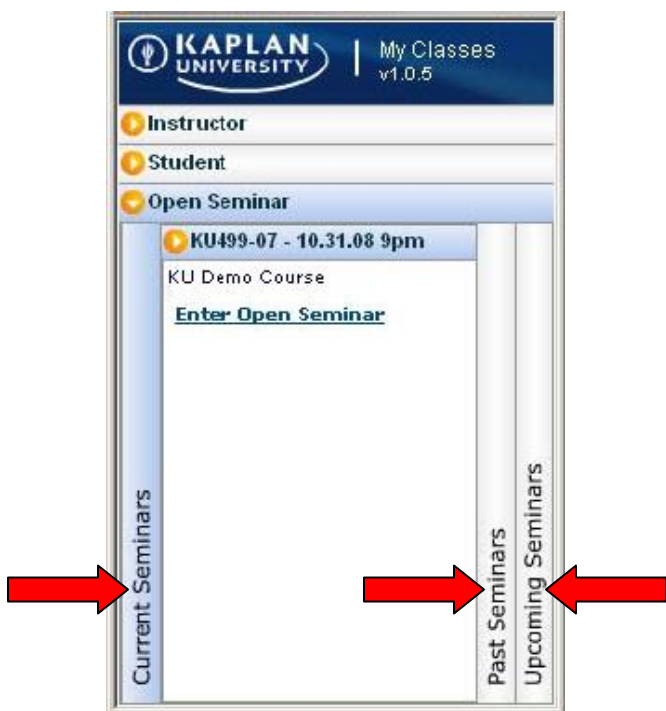 KAPLAN
UNIVERSITY
My Classes
v1.0.5
Instructor
Student
Open Seminar
KU499-07 - 10.31.08 9pm
KU Demo Course
Enter Open Seminar
Current Seminars
Past Seminars
Upcoming Seminars